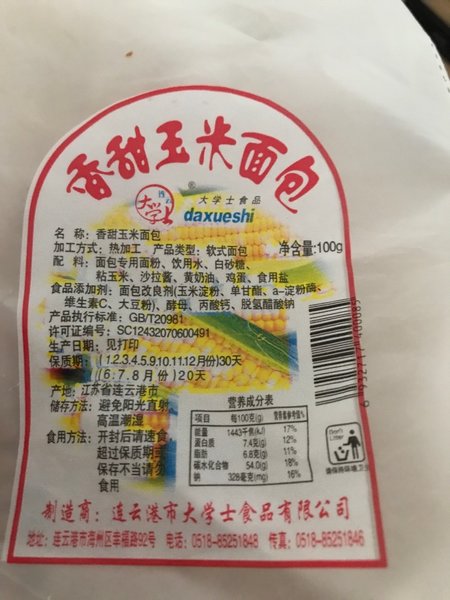 香甜玉米面包
连云
大学士
®
大学士食品
daxueshi
名 称：香甜玉米面包
加工方式：热加工 产品类型：软式面包
净含量:100g
配 料：面包专用面粉、饮用水、白砂糖、
粘玉米、沙拉酱、黄奶油、鸡蛋、食用盐
食品添加剂：面包改良剂(玉米淀粉、单甘酯、a-淀粉酶、
维生素C、大豆粉)、酵母、丙酸钙、脱氢醋酸钠
产品执行标准：GB/T20981
许可证编号：SC12432070600491
生产日期：见打印
保质期：(1.2.3.4.5.9.10.11.12月份)30天
(6.7.8月份)20天
产地：江苏省连云港市
储存方法：避免阳光直射
高温潮湿
食用方法：开封后请速食，
超过保质期或
保存不当请勿
食用
营养成分表
项目 每100克(g) 营养素参考值%
能量 1443千焦(kJ) 17%
蛋白质 7.4克(g) 12%
脂肪 6.8克(g) 11%
碳水化合物 54.0(g) 18%
钠 328毫克(mg) 16%
Don't
Litter
请保持环境卫生
制造商：连云港市大学士食品有限公司
地址：连云港市海州区幸福路92号 电话：0518-85251848 传真：0518-85251846